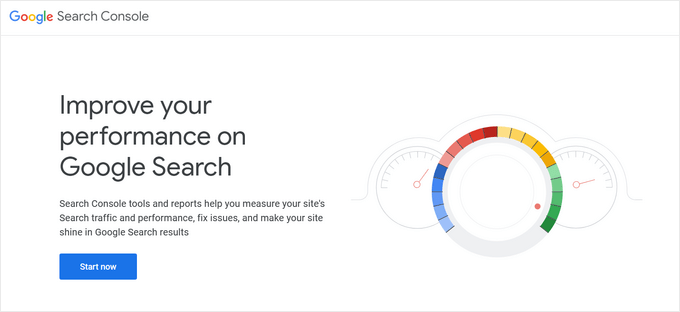 Google Search Console
Improve your
performance on
Google Search
Search Console tools and reports help you measure your site's
Search traffic and performance, fix issues, and make your site
shine in Google Search results
Start now